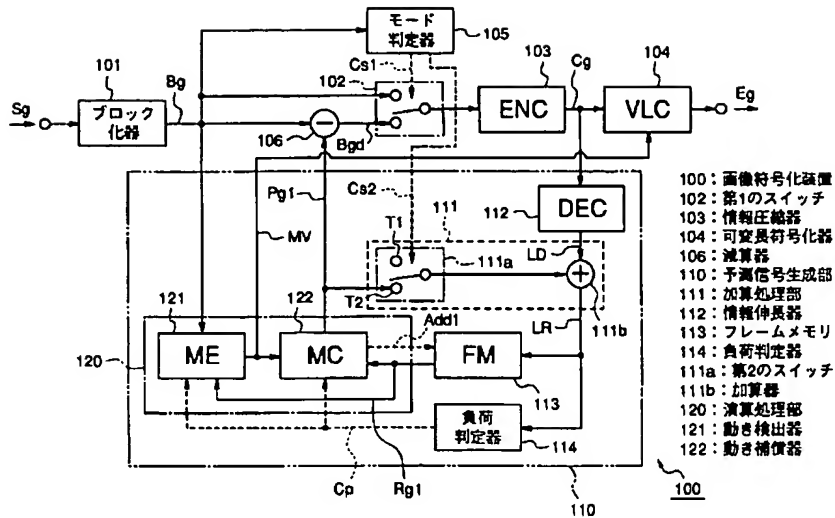 モード
判定器
105
101
102
Cs1
103
Cg
104
Sg
ブロック
化器
Bg
ENC
VLC
Eg
106
Bgd
Pg1
Cs2
MV
111
112
DEC
T1
LD
111a
T2
111b
121
122
Add1
LR
120
ME
MC
FM
113
負荷
判定器
114
Cp
Rg1
110
100
100:画像符号化装置
102:第1のスイッチ
103:情報圧縮器
104:可変長符号化器
106:減算器
110:予測信号生成部
111:加算処理部
112:情報伸長器
113:フレームメモリ
114:負荷判定器
111a:第2のスイッチ
111b:加算器
120:演算処理部
121:動き検出器
122:動き補償器